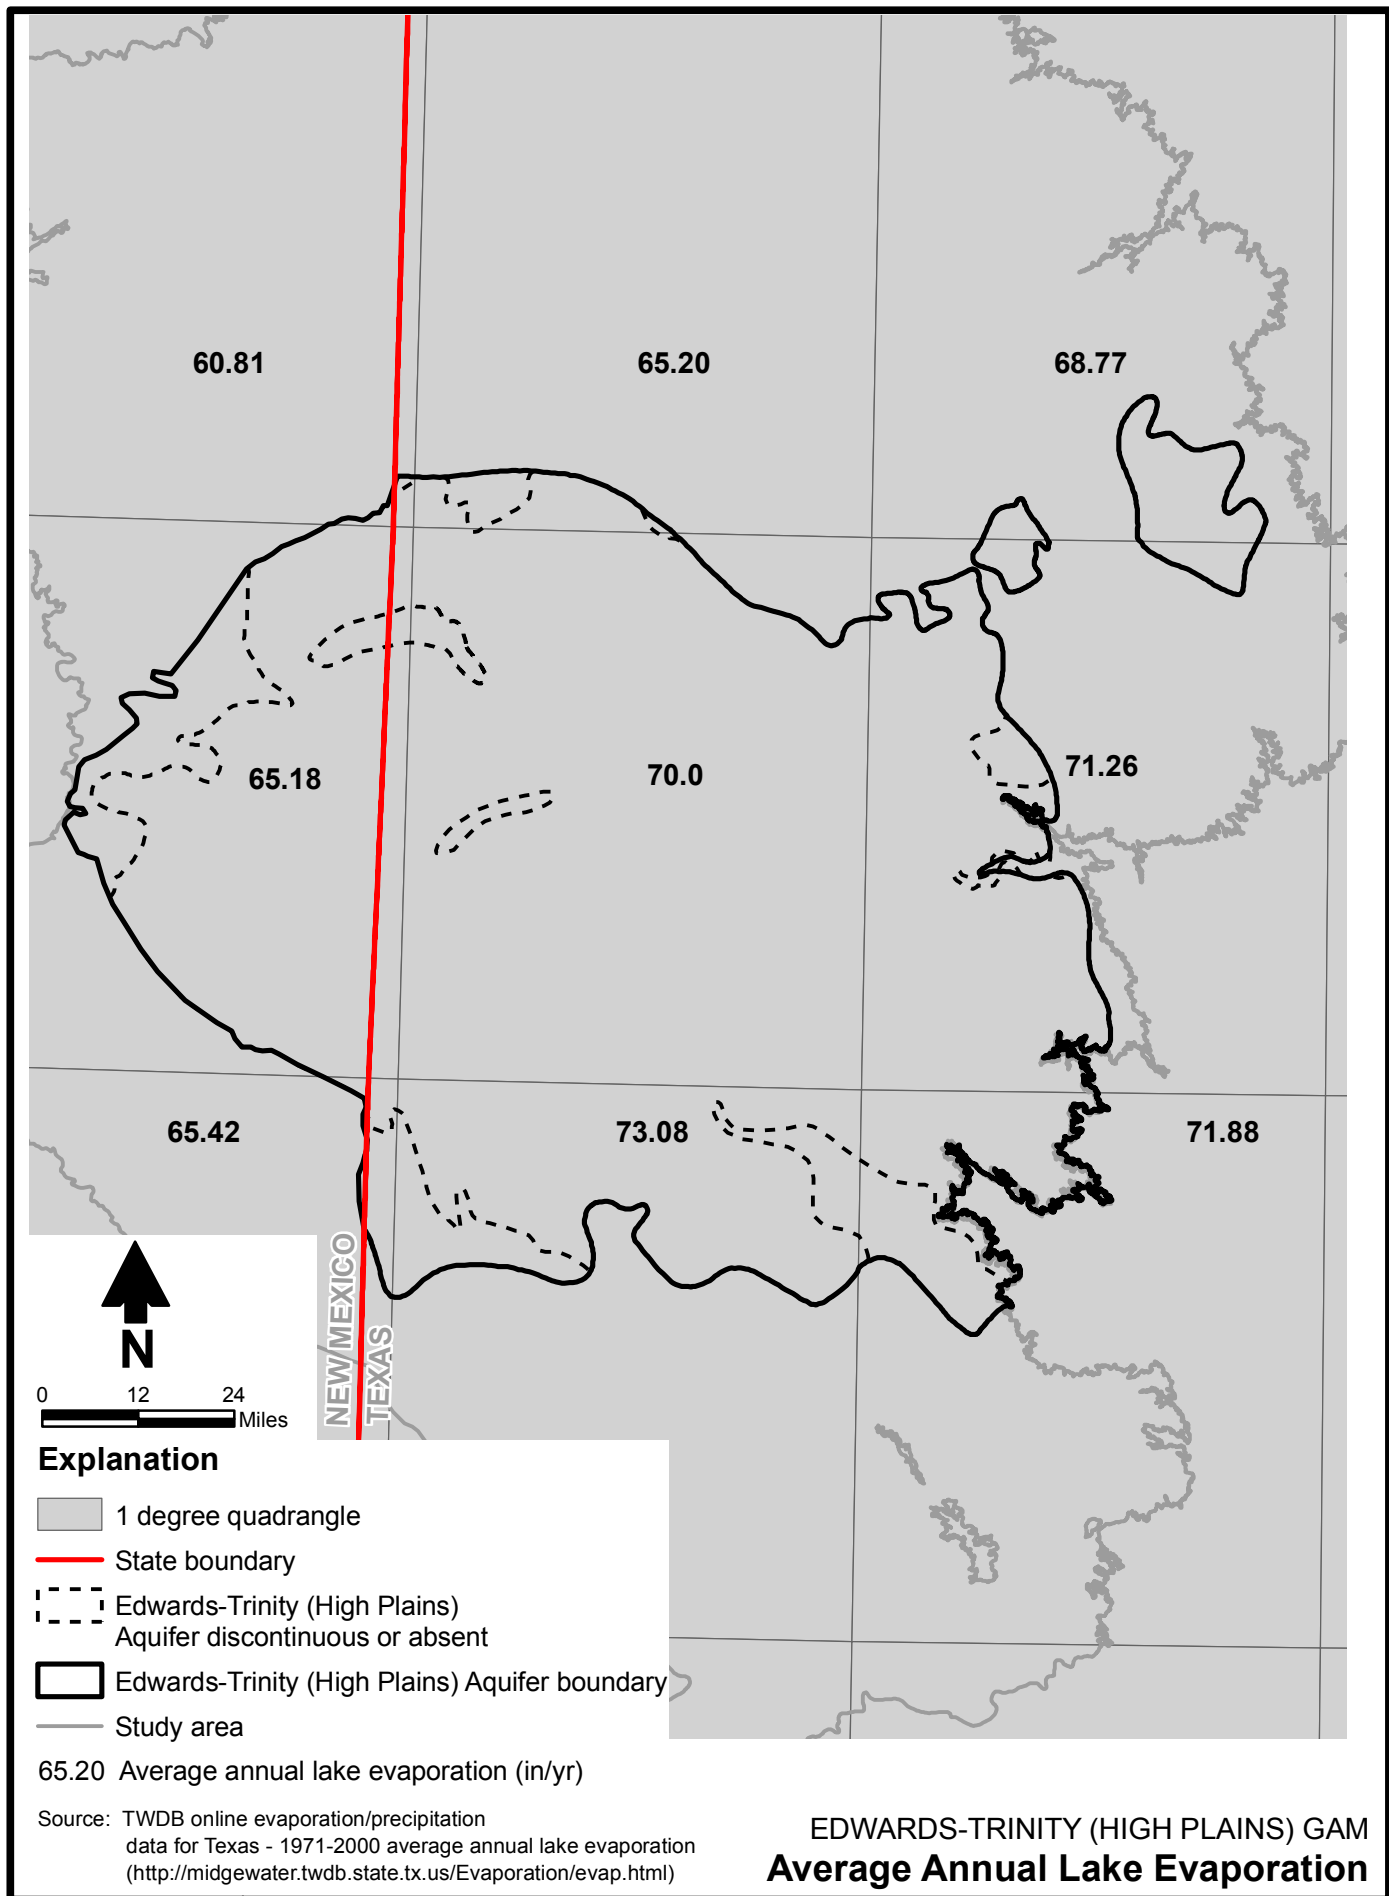 60.81
65.20
68.77
65.18
70.0
71.26
65.42
73.08
71.88
NEW MEXICO
TEXAS
N
0 12 24
Miles
Explanation
1 degree quadrangle
State boundary
Edwards-Trinity (High Plains)
Aquifer discontinuous or absent
Edwards-Trinity (High Plains) Aquifer boundary
Study area
65.20 Average annual lake evaporation (in/yr)
Source: TWDB online evaporation/precipitation
data for Texas - 1971-2000 average annual lake evaporation
(http://midgewater.twdb.state.tx.us/Evaporation/evap.html)
EDWARDS-TRINITY (HIGH PLAINS) GAM
Average Annual Lake Evaporation